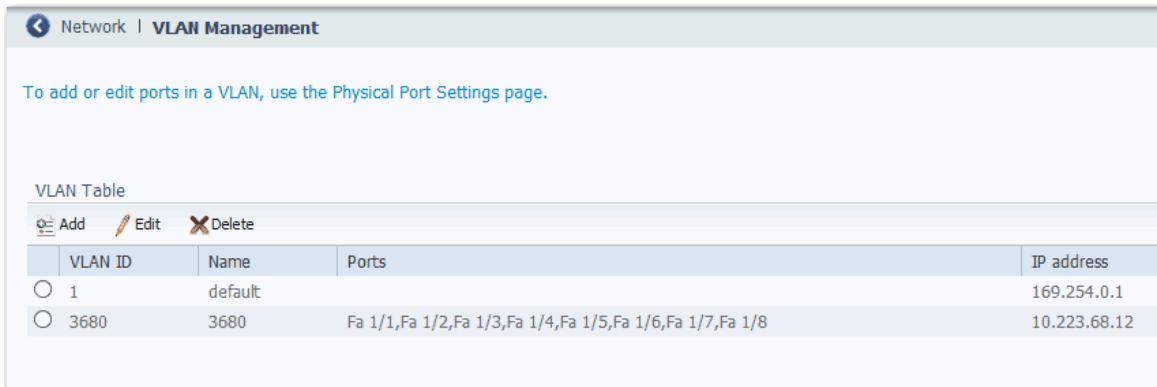 Network | VLAN Management
To add or edit ports in a VLAN, use the Physical Port Settings page.
VLAN Table
Add Edit Delete
VLAN ID Name Ports IP address
1 default 169.254.0.1
3680 3680 Fa 1/1,Fa 1/2,Fa 1/3,Fa 1/4,Fa 1/5,Fa 1/6,Fa 1/7,Fa 1/8 10.223.68.12